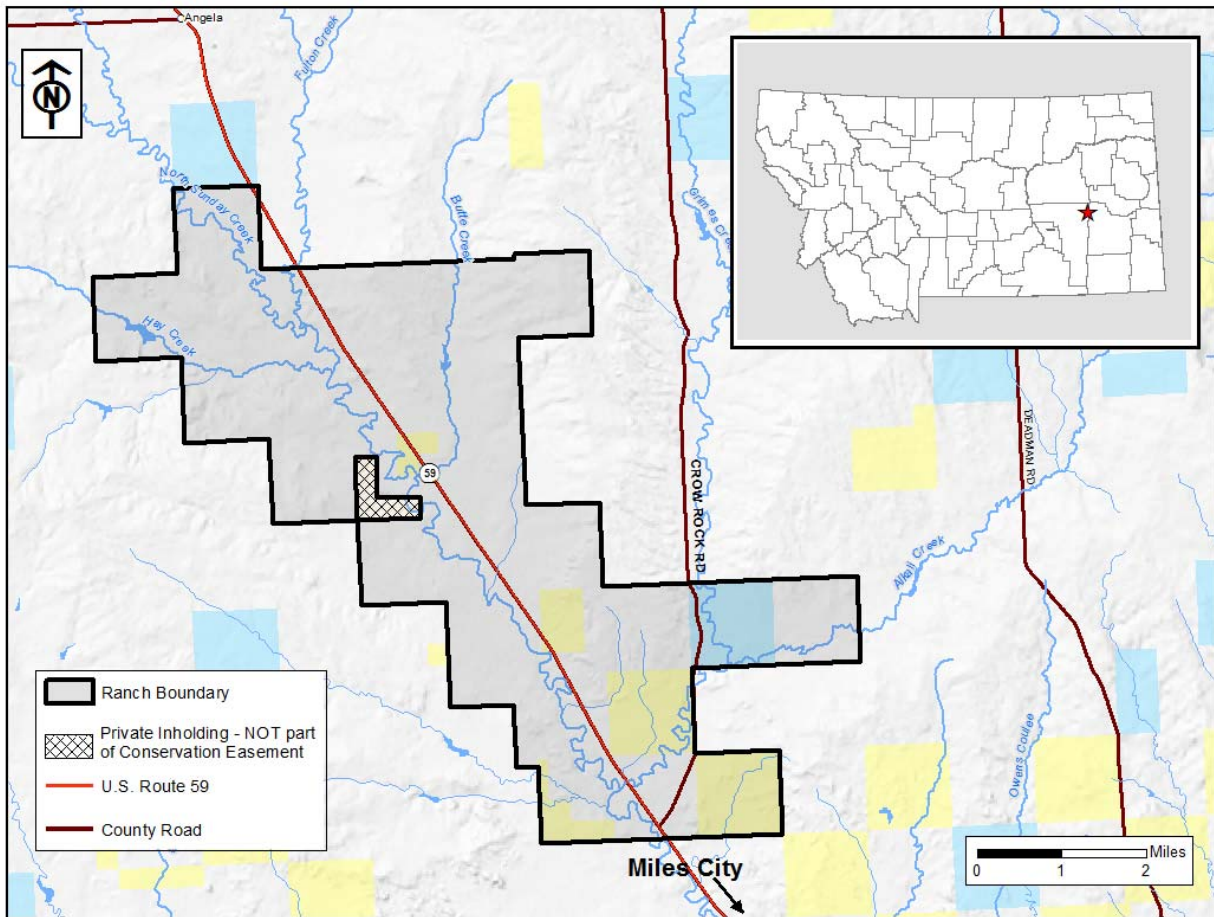 Angela
N
Fulton Creek
North Sunday Creek
Butte Creek
Grimes Creek
Hay Creek
59
CROW ROCK RD
DEADMAN RD
Alkali Creek
Owens Coulee
Ranch Boundary
Private Inholding - NOT part
of Conservation Easement
U.S. Route 59
County Road
Miles City
Miles
0 1 2